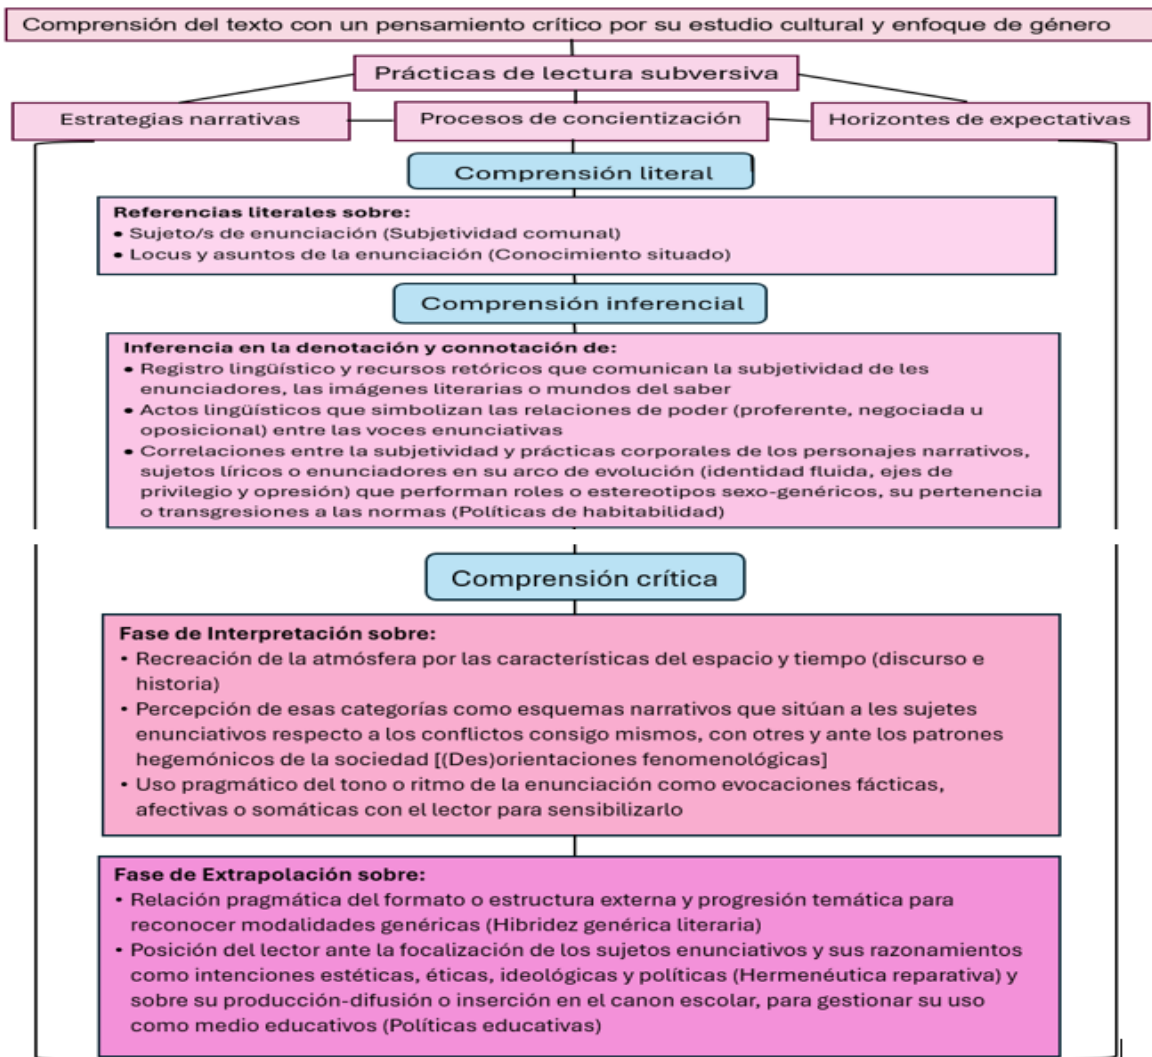 Comprensión del texto con un pensamiento crítico por su estudio cultural y enfoque de género
Prácticas de lectura subversiva
Estrategias narrativas
Procesos de concientización
Horizontes de expectativas
Comprensión literal
Referencias literales sobre:
• Sujeto/s de enunciación (Subjetividad comunal)
• Locus y asuntos de la enunciación (Conocimiento situado)
Comprensión inferencial
Inferencia en la denotación y connotación de:
• Registro lingüístico y recursos retóricos que comunican la subjetividad de les
enunciadores, las imágenes literarias o mundos del saber
• Actos lingüísticos que simbolizan las relaciones de poder (proferente, negociada u
oposicional) entre las voces enunciativas
• Correlaciones entre la subjetividad y prácticas corporales de los personajes narrativos,
sujetos líricos o enunciadores en su arco de evolución (identidad fluida, ejes de
privilegio y opresión) que performan roles o estereotipos sexo-genéricos, su pertenencia
o transgresiones a las normas (Políticas de habitabilidad)
Comprensión crítica
Fase de Interpretación sobre:
• Recreación de la atmósfera por las características del espacio y tiempo (discurso e
historia)
• Percepción de esas categorías como esquemas narrativos que sitúan a les sujetes
enunciativos respecto a los conflictos consigo mismos, con otres y ante los patrones
hegemónicos de la sociedad [(Des)orientaciones fenomenológicas]
• Uso pragmático del tono o ritmo de la enunciación como evocaciones fácticas,
afectivas o somáticas con el lector para sensibilizarlo
Fase de Extrapolación sobre:
• Relación pragmática del formato o estructura externa y progresión temática para
reconocer modalidades genéricas (Hibridez genérica literaria)
• Posición del lector ante la focalización de los sujetos enunciativos y sus razonamientos
como intenciones estéticas, éticas, ideológicas y políticas (Hermenéutica reparativa) y
sobre su producción-difusión o inserción en el canon escolar, para gestionar su uso
como medio educativos (Políticas educativas)